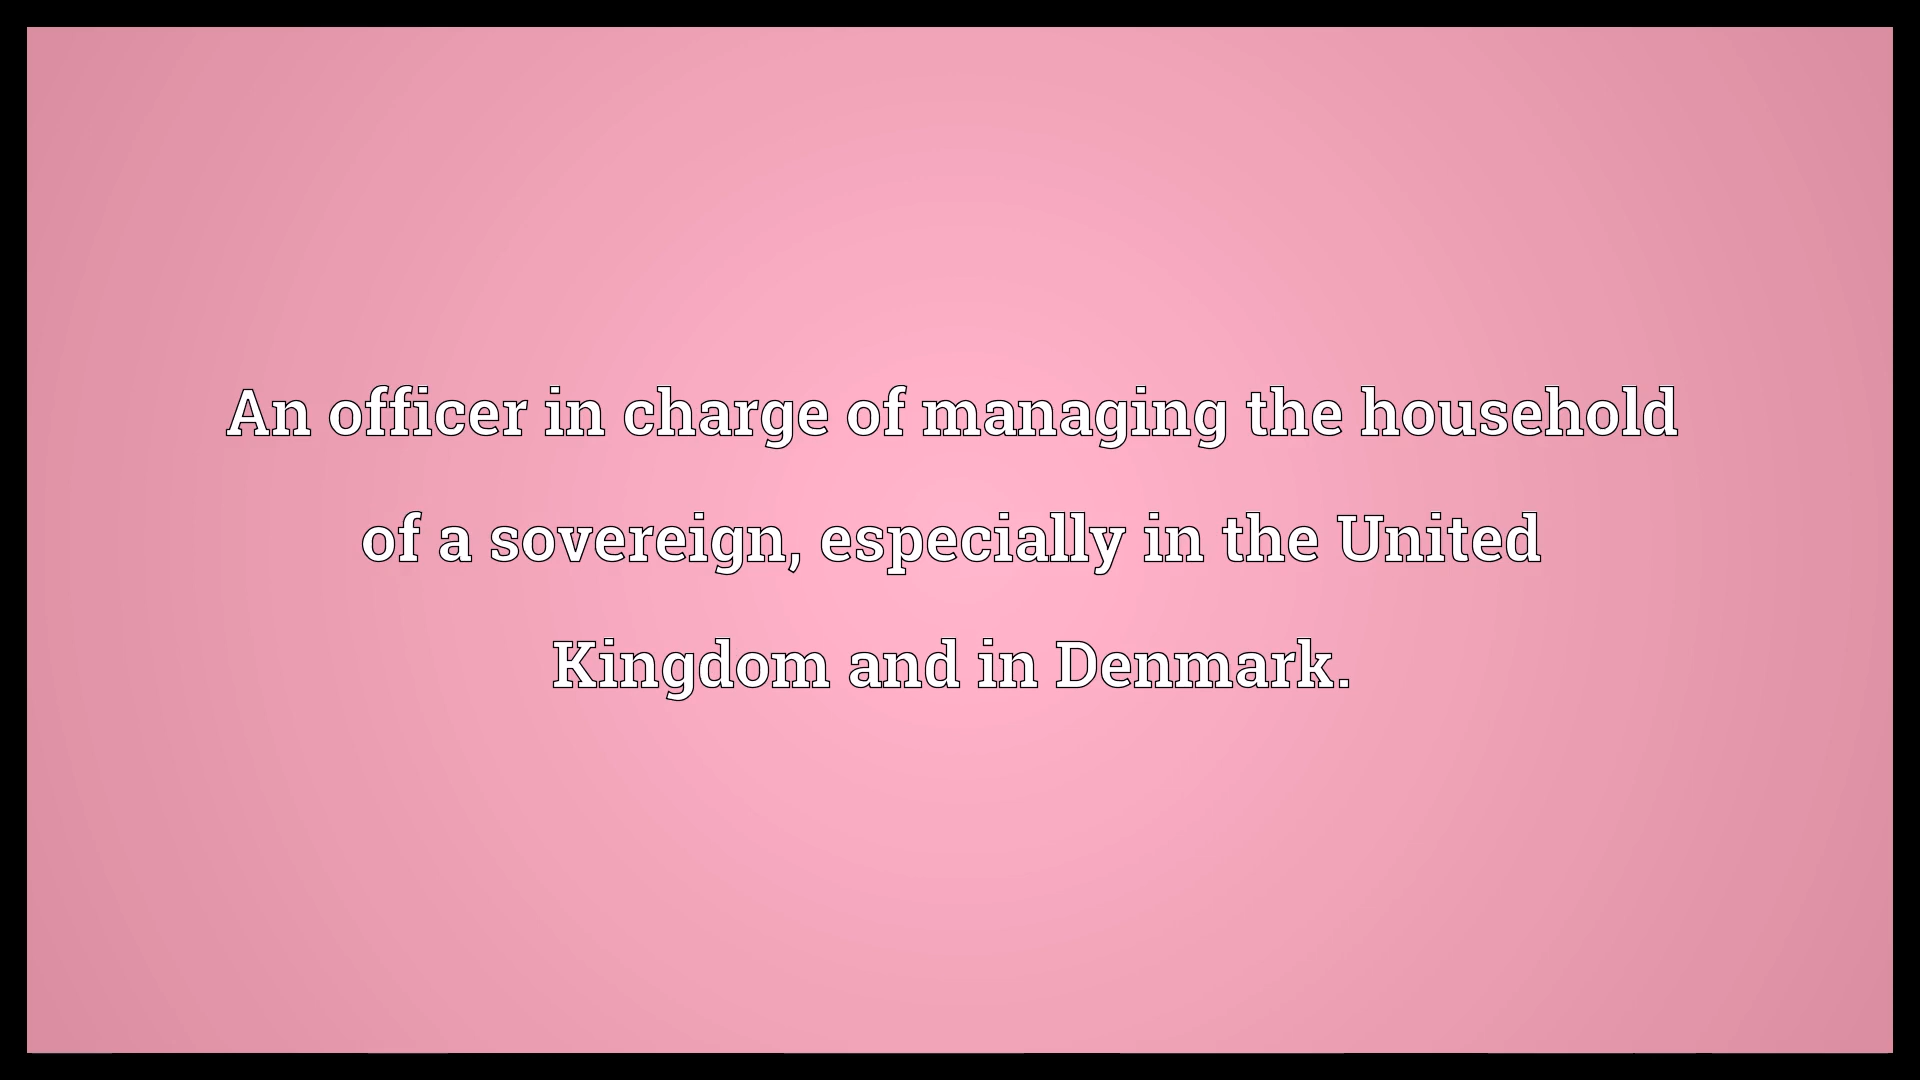 An officer in charge of managing the household
of a sovereign, especially in the United
Kingdom and in Denmark.